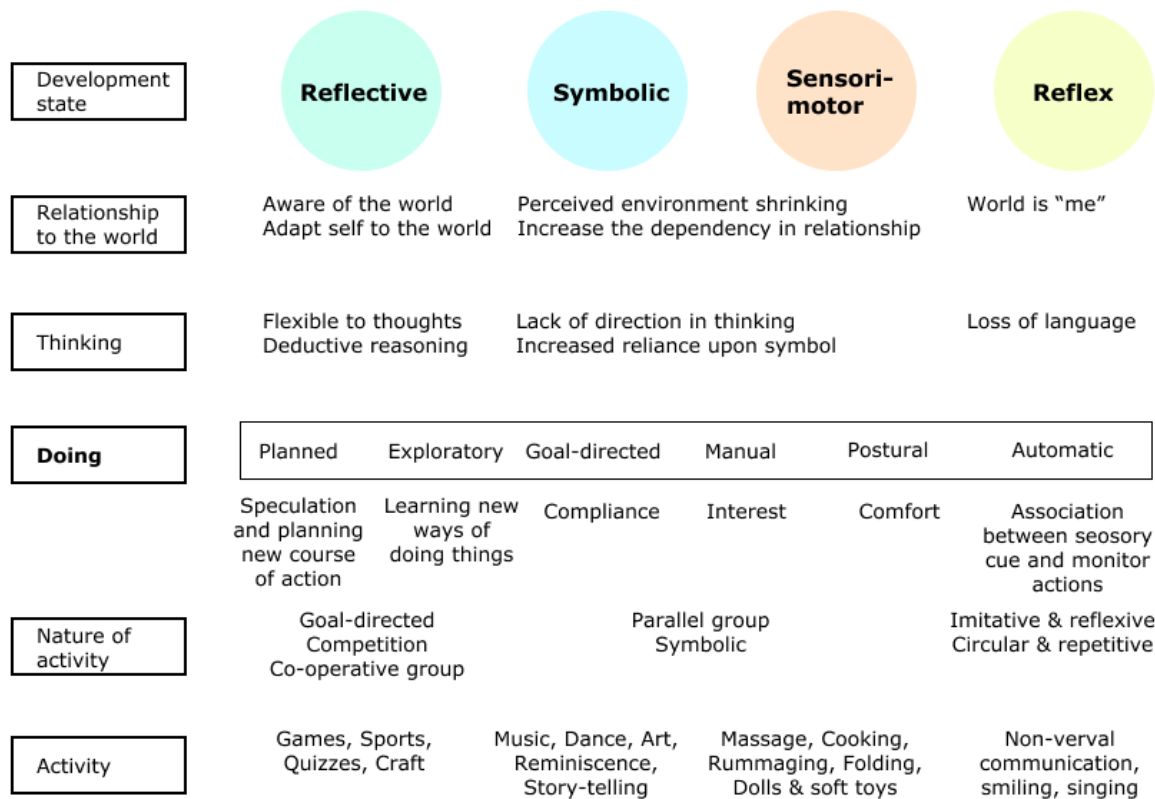 Development
state
Reflective
Symbolic
Sensori-
motor
Reflex
Relationship
to the world
Aware of the world
Adapt self to the world
Perceived environment shrinking
Increase the dependency in relationship
World is “me”
Thinking
Flexible to thoughts
Deductive reasoning
Lack of direction in thinking
Increased reliance upon symbol
Loss of language
Doing
Planned
Exploratory
Goal-directed
Manual
Postural
Automatic
Speculation
and planning
new course
of action
Learning new
ways of
doing things
Compliance
Interest
Comfort
Association
between seosory
cue and monitor
actions
Nature of
activity
Goal-directed
Competition
Co-operative group
Parallel group
Symbolic
Imitative & reflexive
Circular & repetitive
Activity
Games, Sports,
Quizzes, Craft
Music, Dance, Art,
Reminiscence,
Story-telling
Massage, Cooking,
Rummaging, Folding,
Dolls & soft toys
Non-verval
communication,
smiling, singing